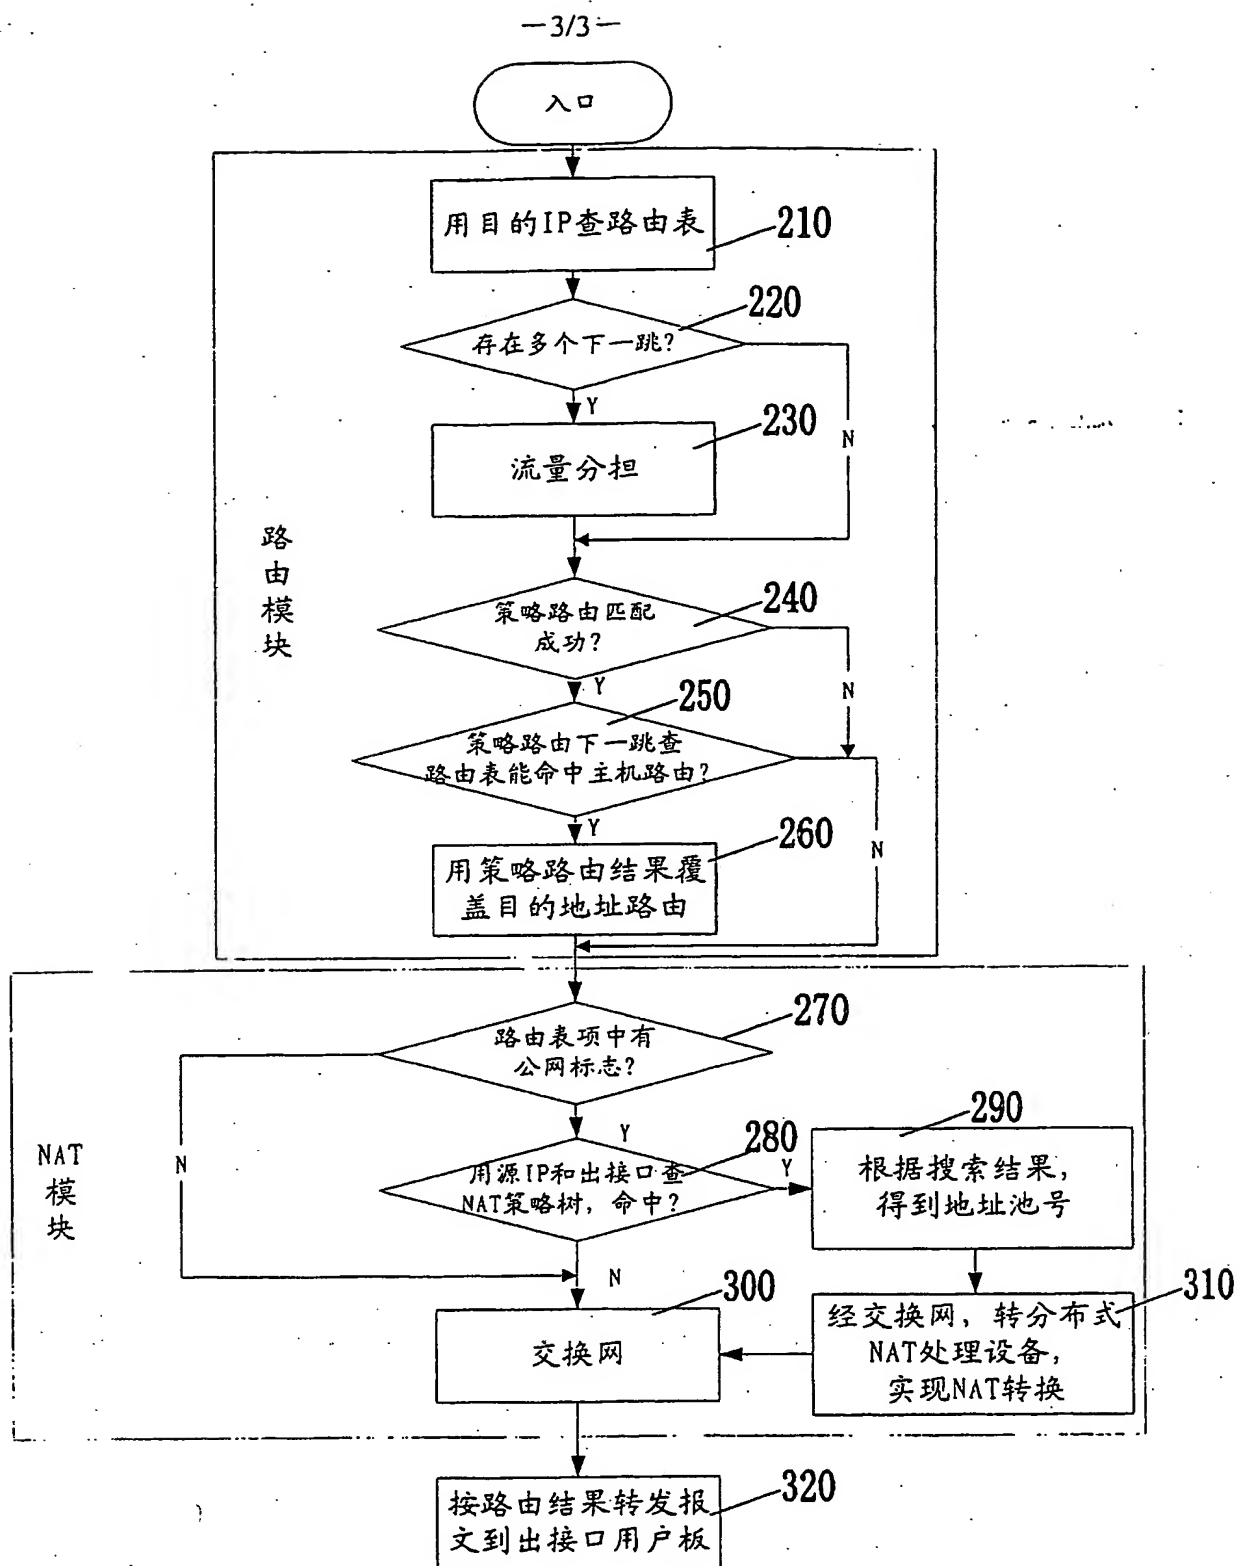 —3/3—
入口
用目的IP查路由表
210
220
存在多个下一跳?
Y
230
N
流量分担
路由模块
240
策略路由匹配
成功?
Y
N
250
策略路由下一跳查
路由表能命中主机路由?
Y
260
N
用策略路由结果覆
盖目的地址路由
270
路由表项中有
公网标志?
N
Y
NAT
模块
280
用源IP和出接口查
NAT策略树，命中?
Y
290
根据搜索结果，
得到地址池号
N
300
交换网
310
经交换网，转分布式
NAT处理设备，
实现NAT转换
320
按路由结果转发报
文到出接口用户板